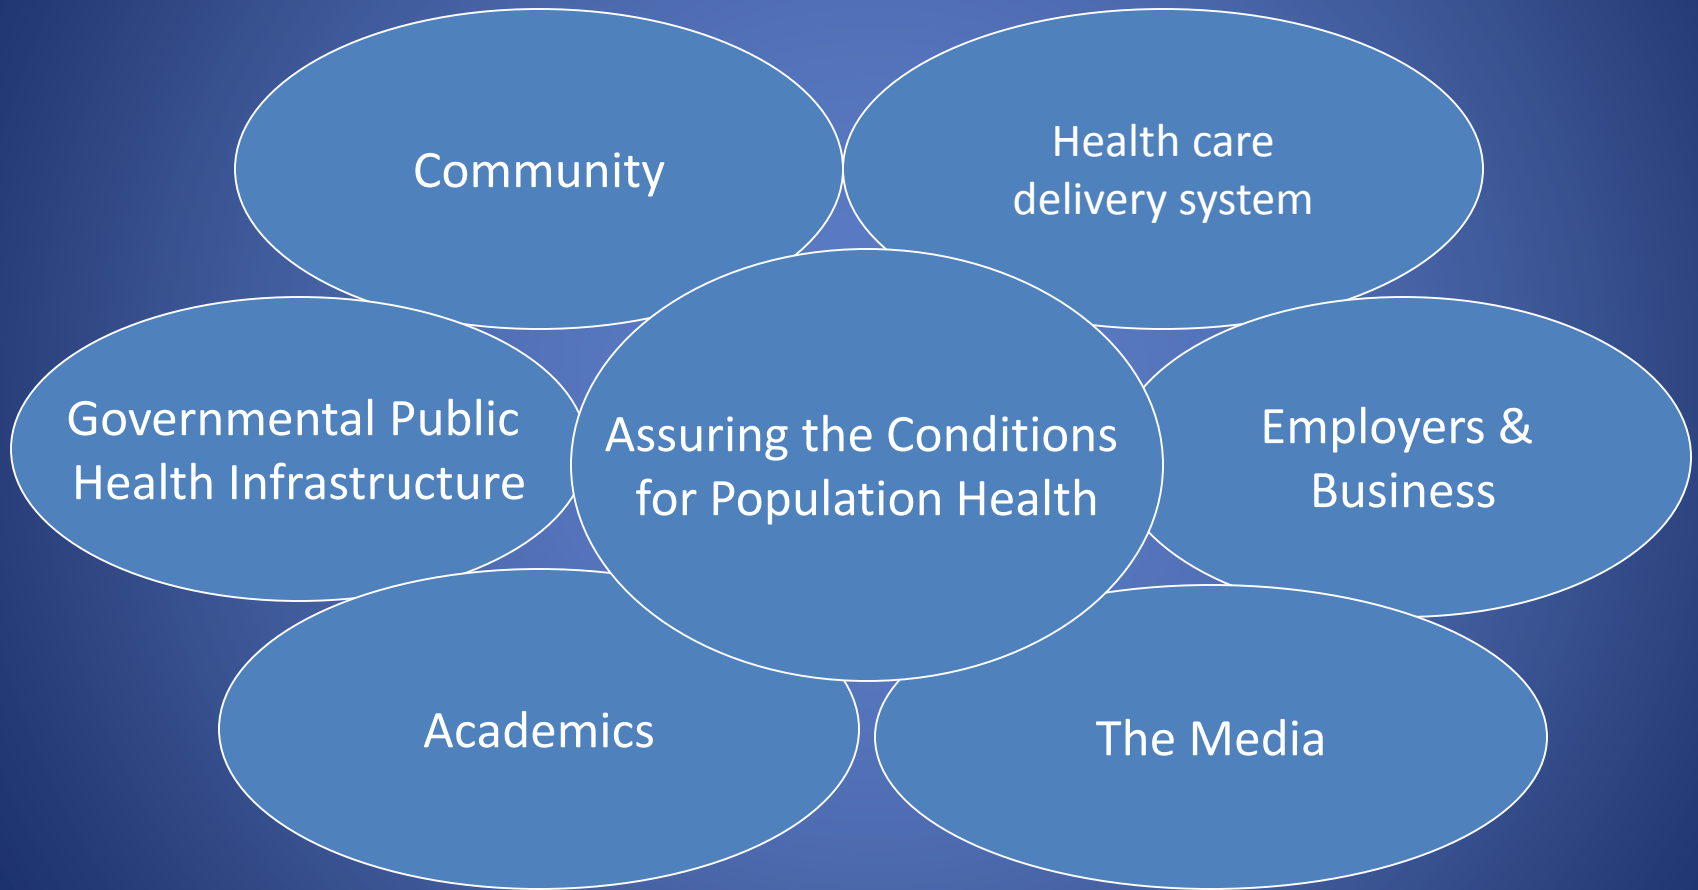 Community
Health care
delivery system
Governmental Public
Health Infrastructure
Assuring the Conditions
for Population Health
Employers &
Business
Academics
The Media